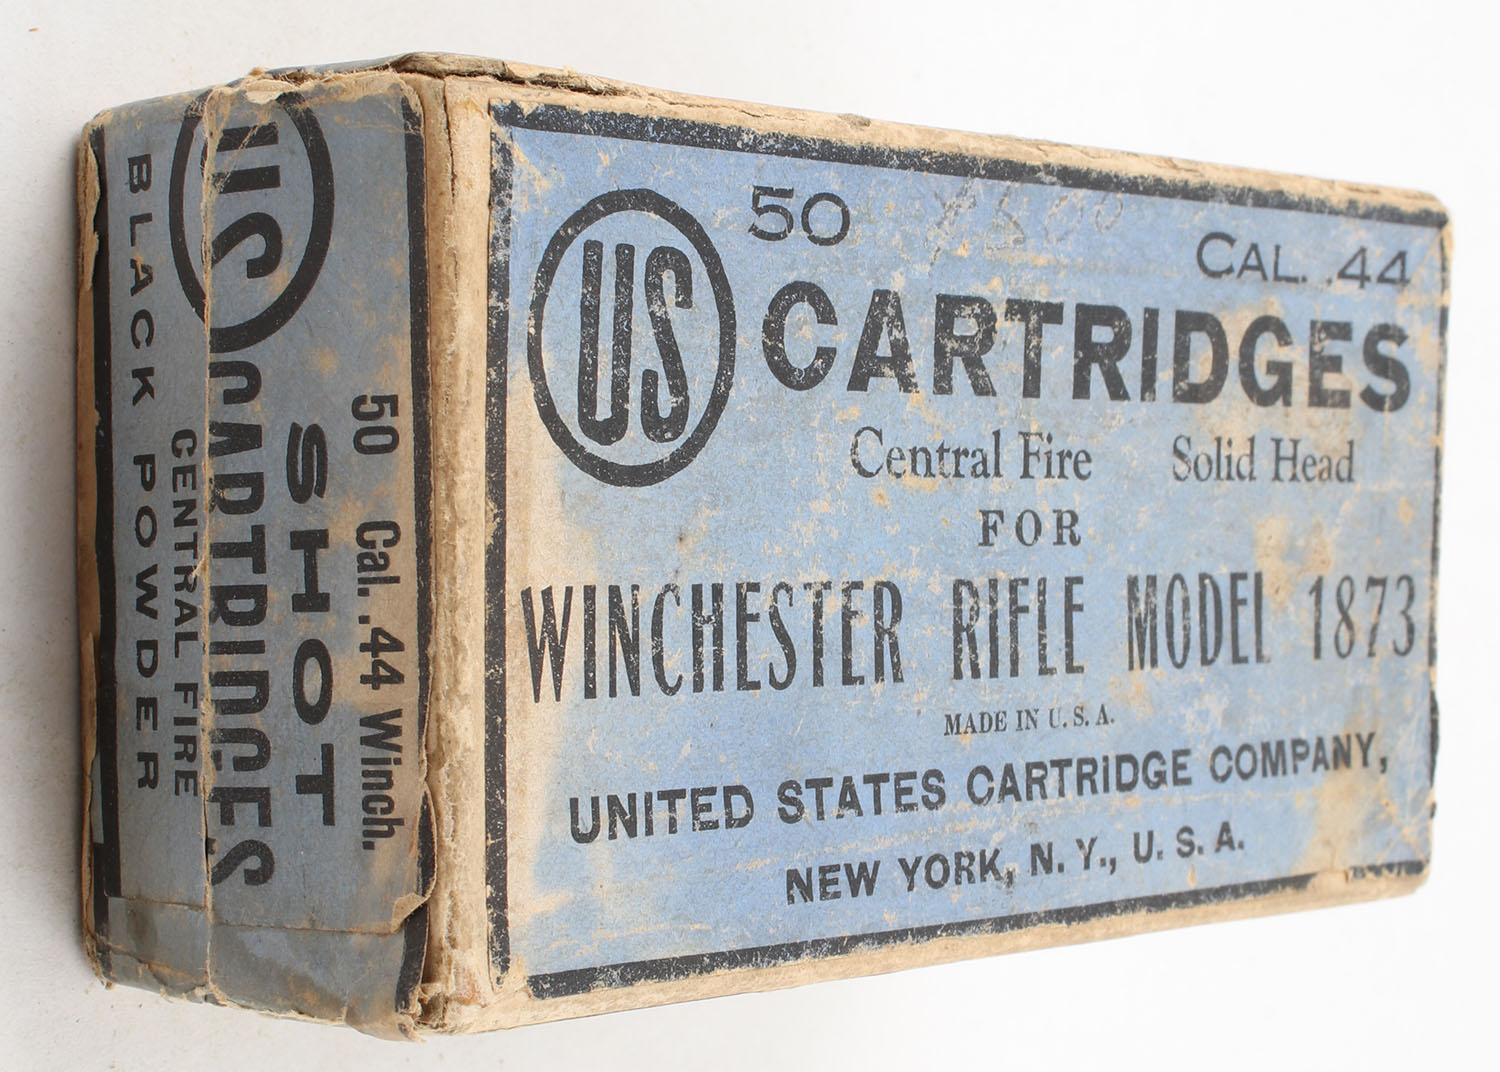 US
50
CAL. .44
CARTRIDGES
Central Fire Solid Head
FOR
WINCHESTER RIFLE MODEL 1873
MADE IN U. S. A.
UNITED STATES CARTRIDGE COMPANY,
NEW YORK, N. Y., U. S. A.
50 Cal. .44 Winch.
SHOT
US CARTRIDGES
CENTRAL FIRE
BLACK POWDER